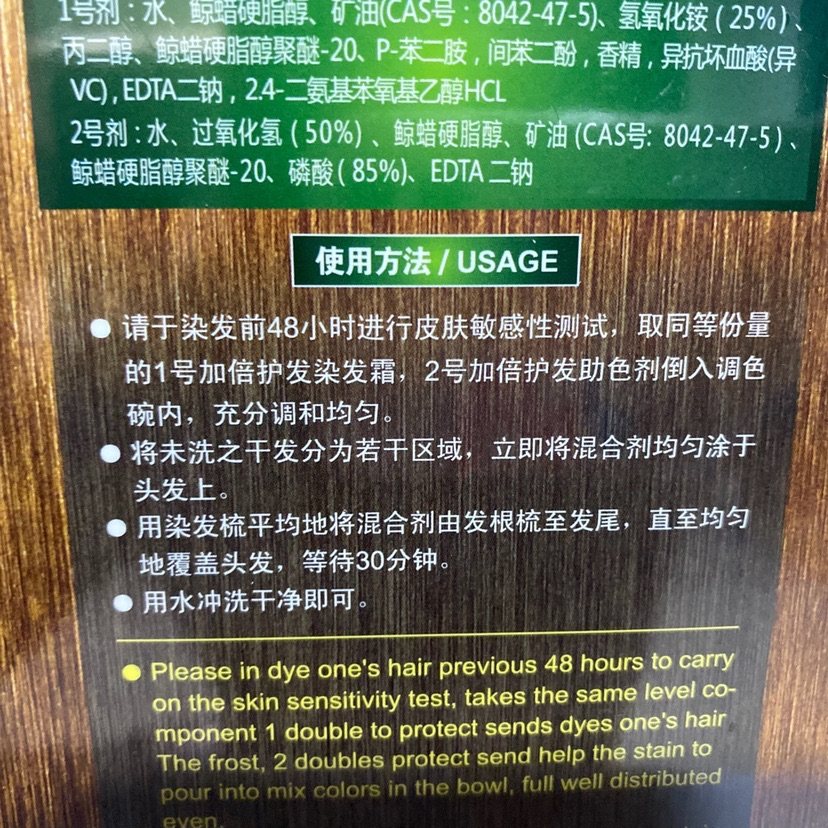 1号剂：水、鲸蜡硬脂醇、矿油(CAS号：8042-47-5)、氢氧化铵（25%）、
丙二醇、鲸蜡硬脂醇聚醚-20、P-苯二胺，间苯二酚，香精，异抗坏血酸(异
VC)，EDTA二钠，2.4-二氨基苯氧基乙醇HCL
2号剂：水、过氧化氢（50%）、鲸蜡硬脂醇、矿油（CAS号: 8042-47-5）、
鲸蜡硬脂醇聚醚-20、磷酸（85%）、EDTA 二钠
使用方法 / USAGE
● 请于染发前48小时进行皮肤敏感性测试，取同等份量
的1号加倍护发染发霜，2号加倍护发助色剂倒入调色
碗内，充分调和均匀。
● 将未洗之干发分为若干区域，立即将混合剂均匀涂于
头发上。
● 用染发梳平均地将混合剂由发根梳至发尾，直至均匀
地覆盖头发，等待30分钟。
● 用水冲洗干净即可。
● Please in dye one's hair previous 48 hours to carry
on the skin sensitivity test, takes the same level co-
mponent 1 double to protect sends dyes one's hair
The frost, 2 doubles protect send help the stain to
pour into mix colors in the bowl, full well distributed
even.